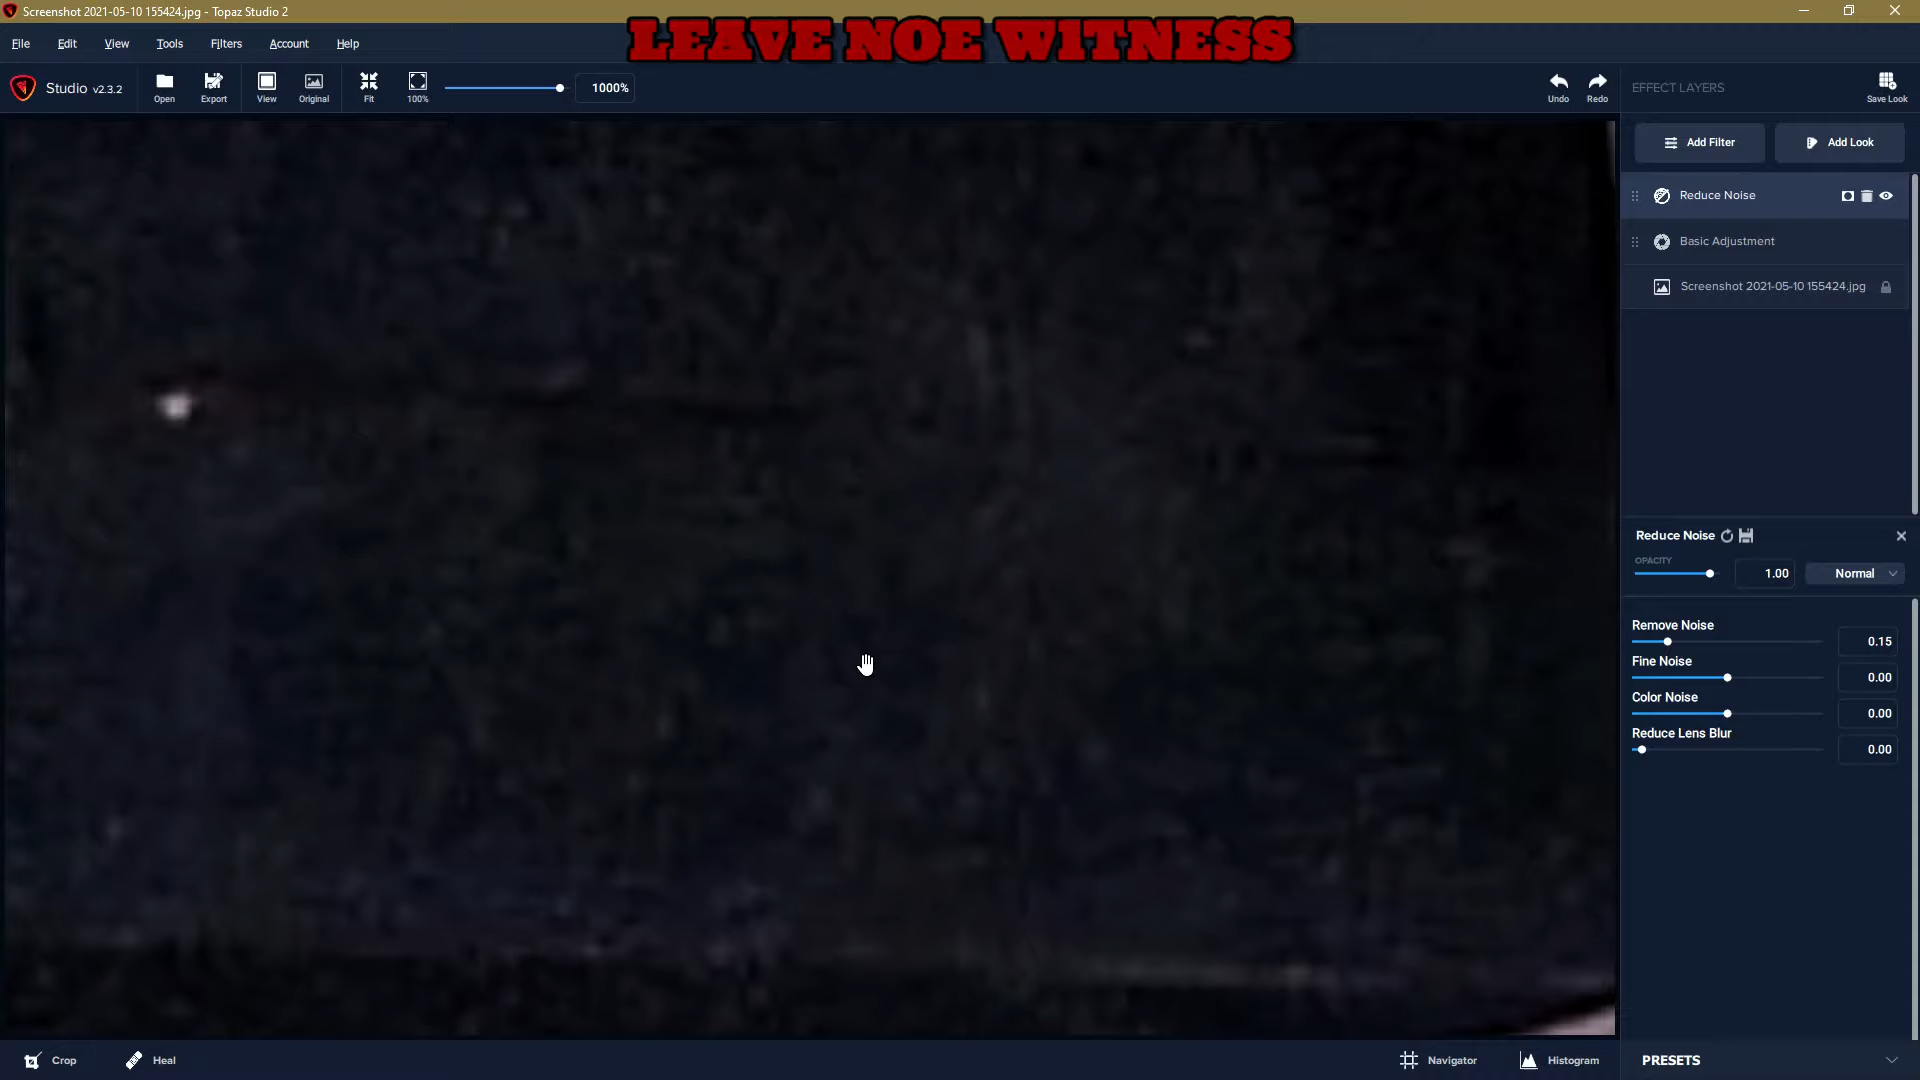 Screenshot 2021-05-10 155424.jpg - Topaz Studio 2
LEAVE NOE WITNESS
File Edit View Tools Filters Account Help
Studio v2.3.2
Open
Export
View
Original
Fit
100%
1000%
Undo
Redo
EFFECT LAYERS
Save Look
Add Filter
Add Look
Reduce Noise
Basic Adjustment
Screenshot 2021-05-10 155424.jpg
Reduce Noise
OPACITY
1.00
Normal
Remove Noise
0.15
Fine Noise
0.00
Color Noise
0.00
Reduce Lens Blur
0.00
Crop
Heal
Navigator
Histogram
PRESETS